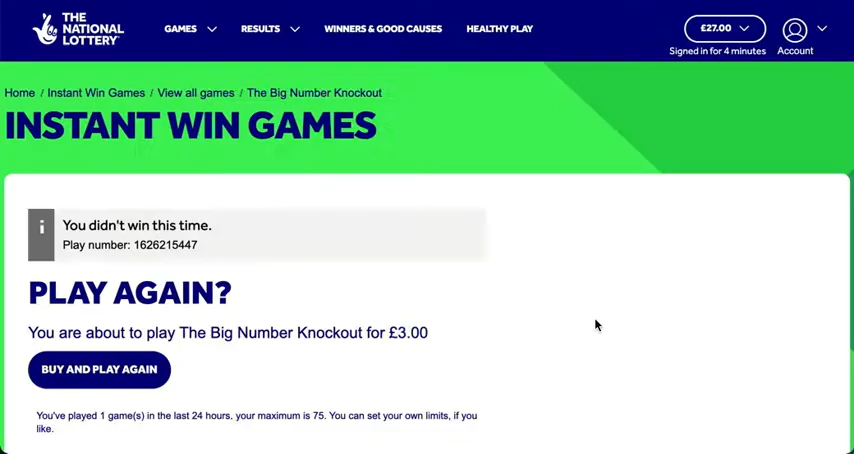 THE
NATIONAL
LOTTERY
GAMES RESULTS WINNERS & GOOD CAUSES HEALTHY PLAY
£27.00
Signed in for 4 minutes Account
Home / Instant Win Games / View all games / The Big Number Knockout
INSTANT WIN GAMES
i
You didn't win this time.
Play number: 1626215447
PLAY AGAIN?
You are about to play The Big Number Knockout for £3.00
BUY AND PLAY AGAIN
You've played 1 game(s) in the last 24 hours, your maximum is 75. You can set your own limits, if you
like.